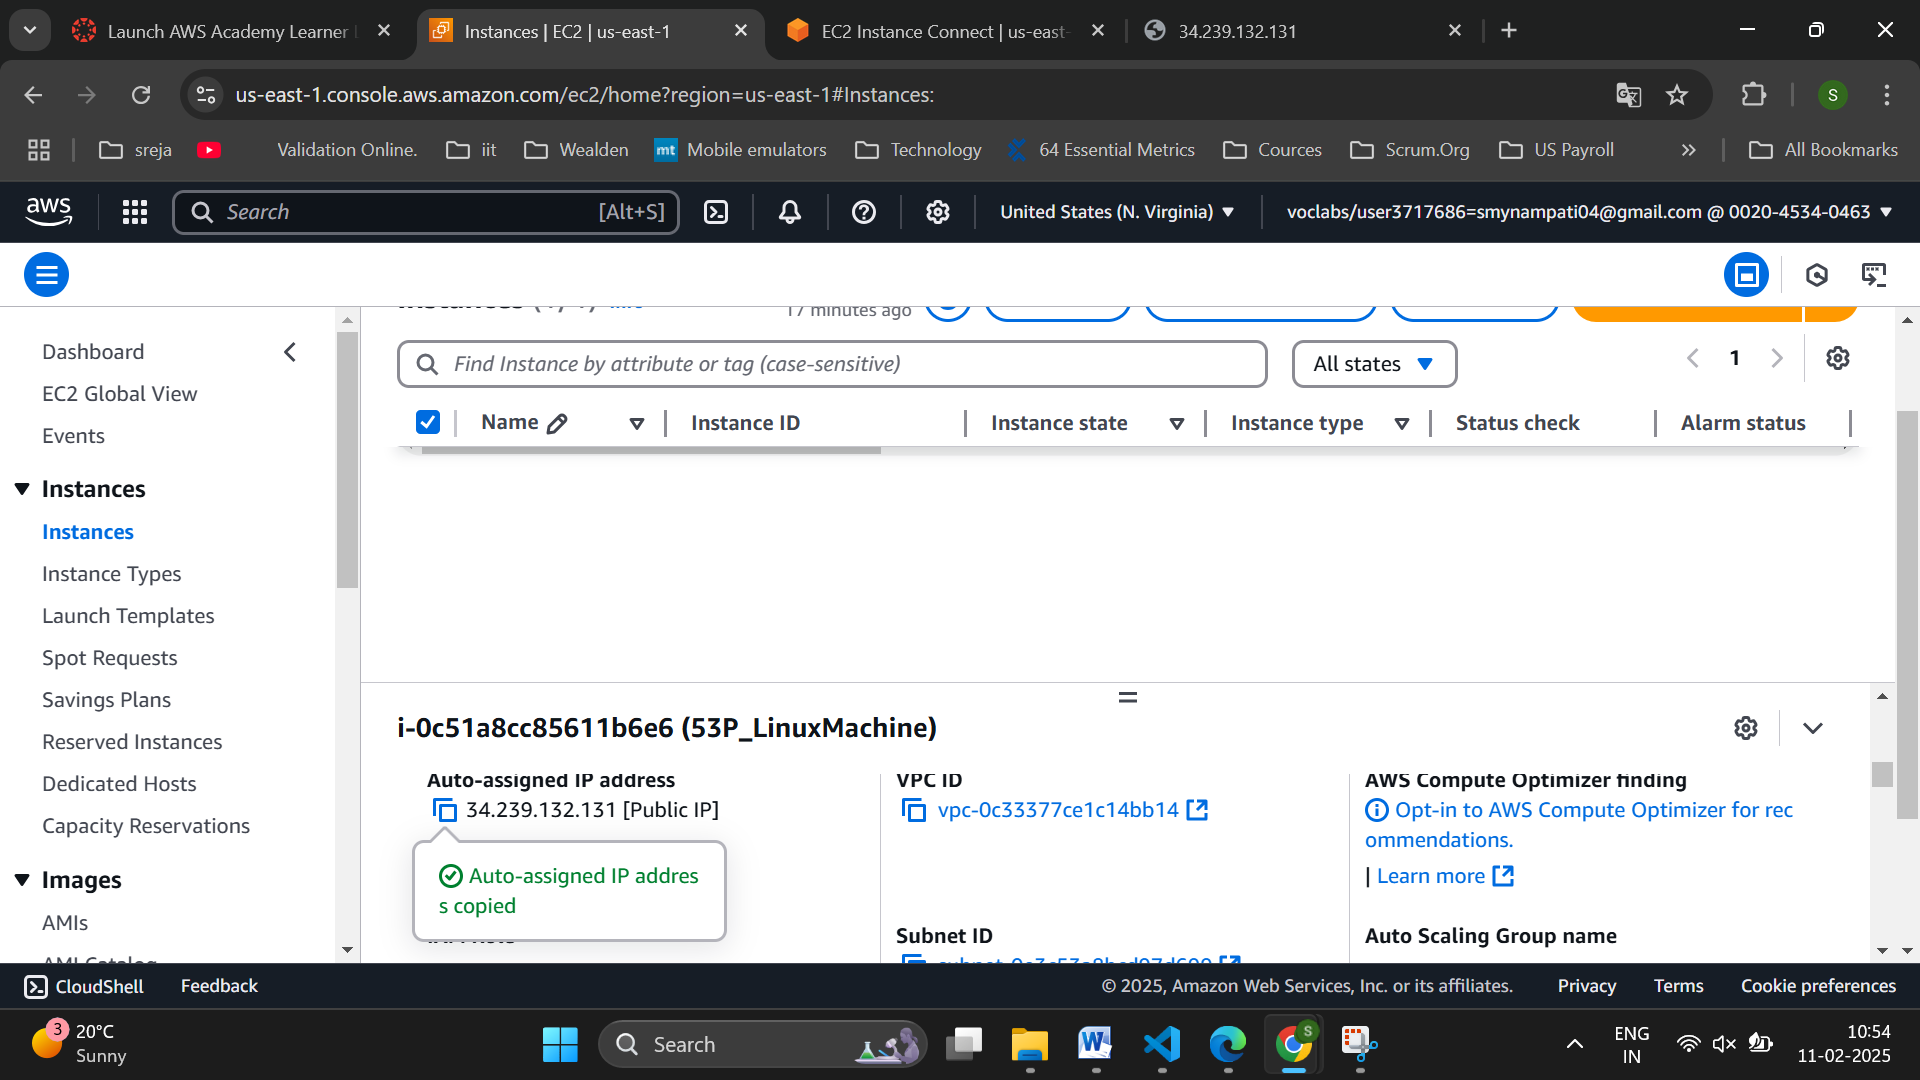 Launch AWS Academy Learner L
Instances | EC2 | us-east-1
EC2 Instance Connect | us-east-
34.239.132.131
us-east-1.console.aws.amazon.com/ec2/home?region=us-east-1#Instances:
S
sreja
Validation Online.
iit
Wealden
mt Mobile emulators
Technology
64 Essential Metrics
Cources
Scrum.Org
US Payroll
»
All Bookmarks
aws
Search [Alt+S]
United States (N. Virginia)
voclabs/user3717686=smynampati04@gmail.com @ 0020-4534-0463
Dashboard
EC2 Global View
Events
Instances
Instances
Instance Types
Launch Templates
Spot Requests
Savings Plans
Reserved Instances
Dedicated Hosts
Capacity Reservations
Images
AMIs
AMI Catalog
17 minutes ago
Find Instance by attribute or tag (case-sensitive)
All states
1
Name
Instance ID
Instance state
Instance type
Status check
Alarm status
i-0c51a8cc85611b6e6 (53P_LinuxMachine)
Auto-assigned IP address
34.239.132.131 [Public IP]
Auto-assigned IP addres
s copied
VPC ID
vpc-0c33377ce1c14bb14
Subnet ID
AWS Compute Optimizer finding
Opt-in to AWS Compute Optimizer for rec
ommendations.
| Learn more
Auto Scaling Group name
CloudShell
Feedback
© 2025, Amazon Web Services, Inc. or its affiliates.
Privacy
Terms
Cookie preferences
3
20°C
Sunny
Search
S
ENG
IN
10:54
11-02-2025